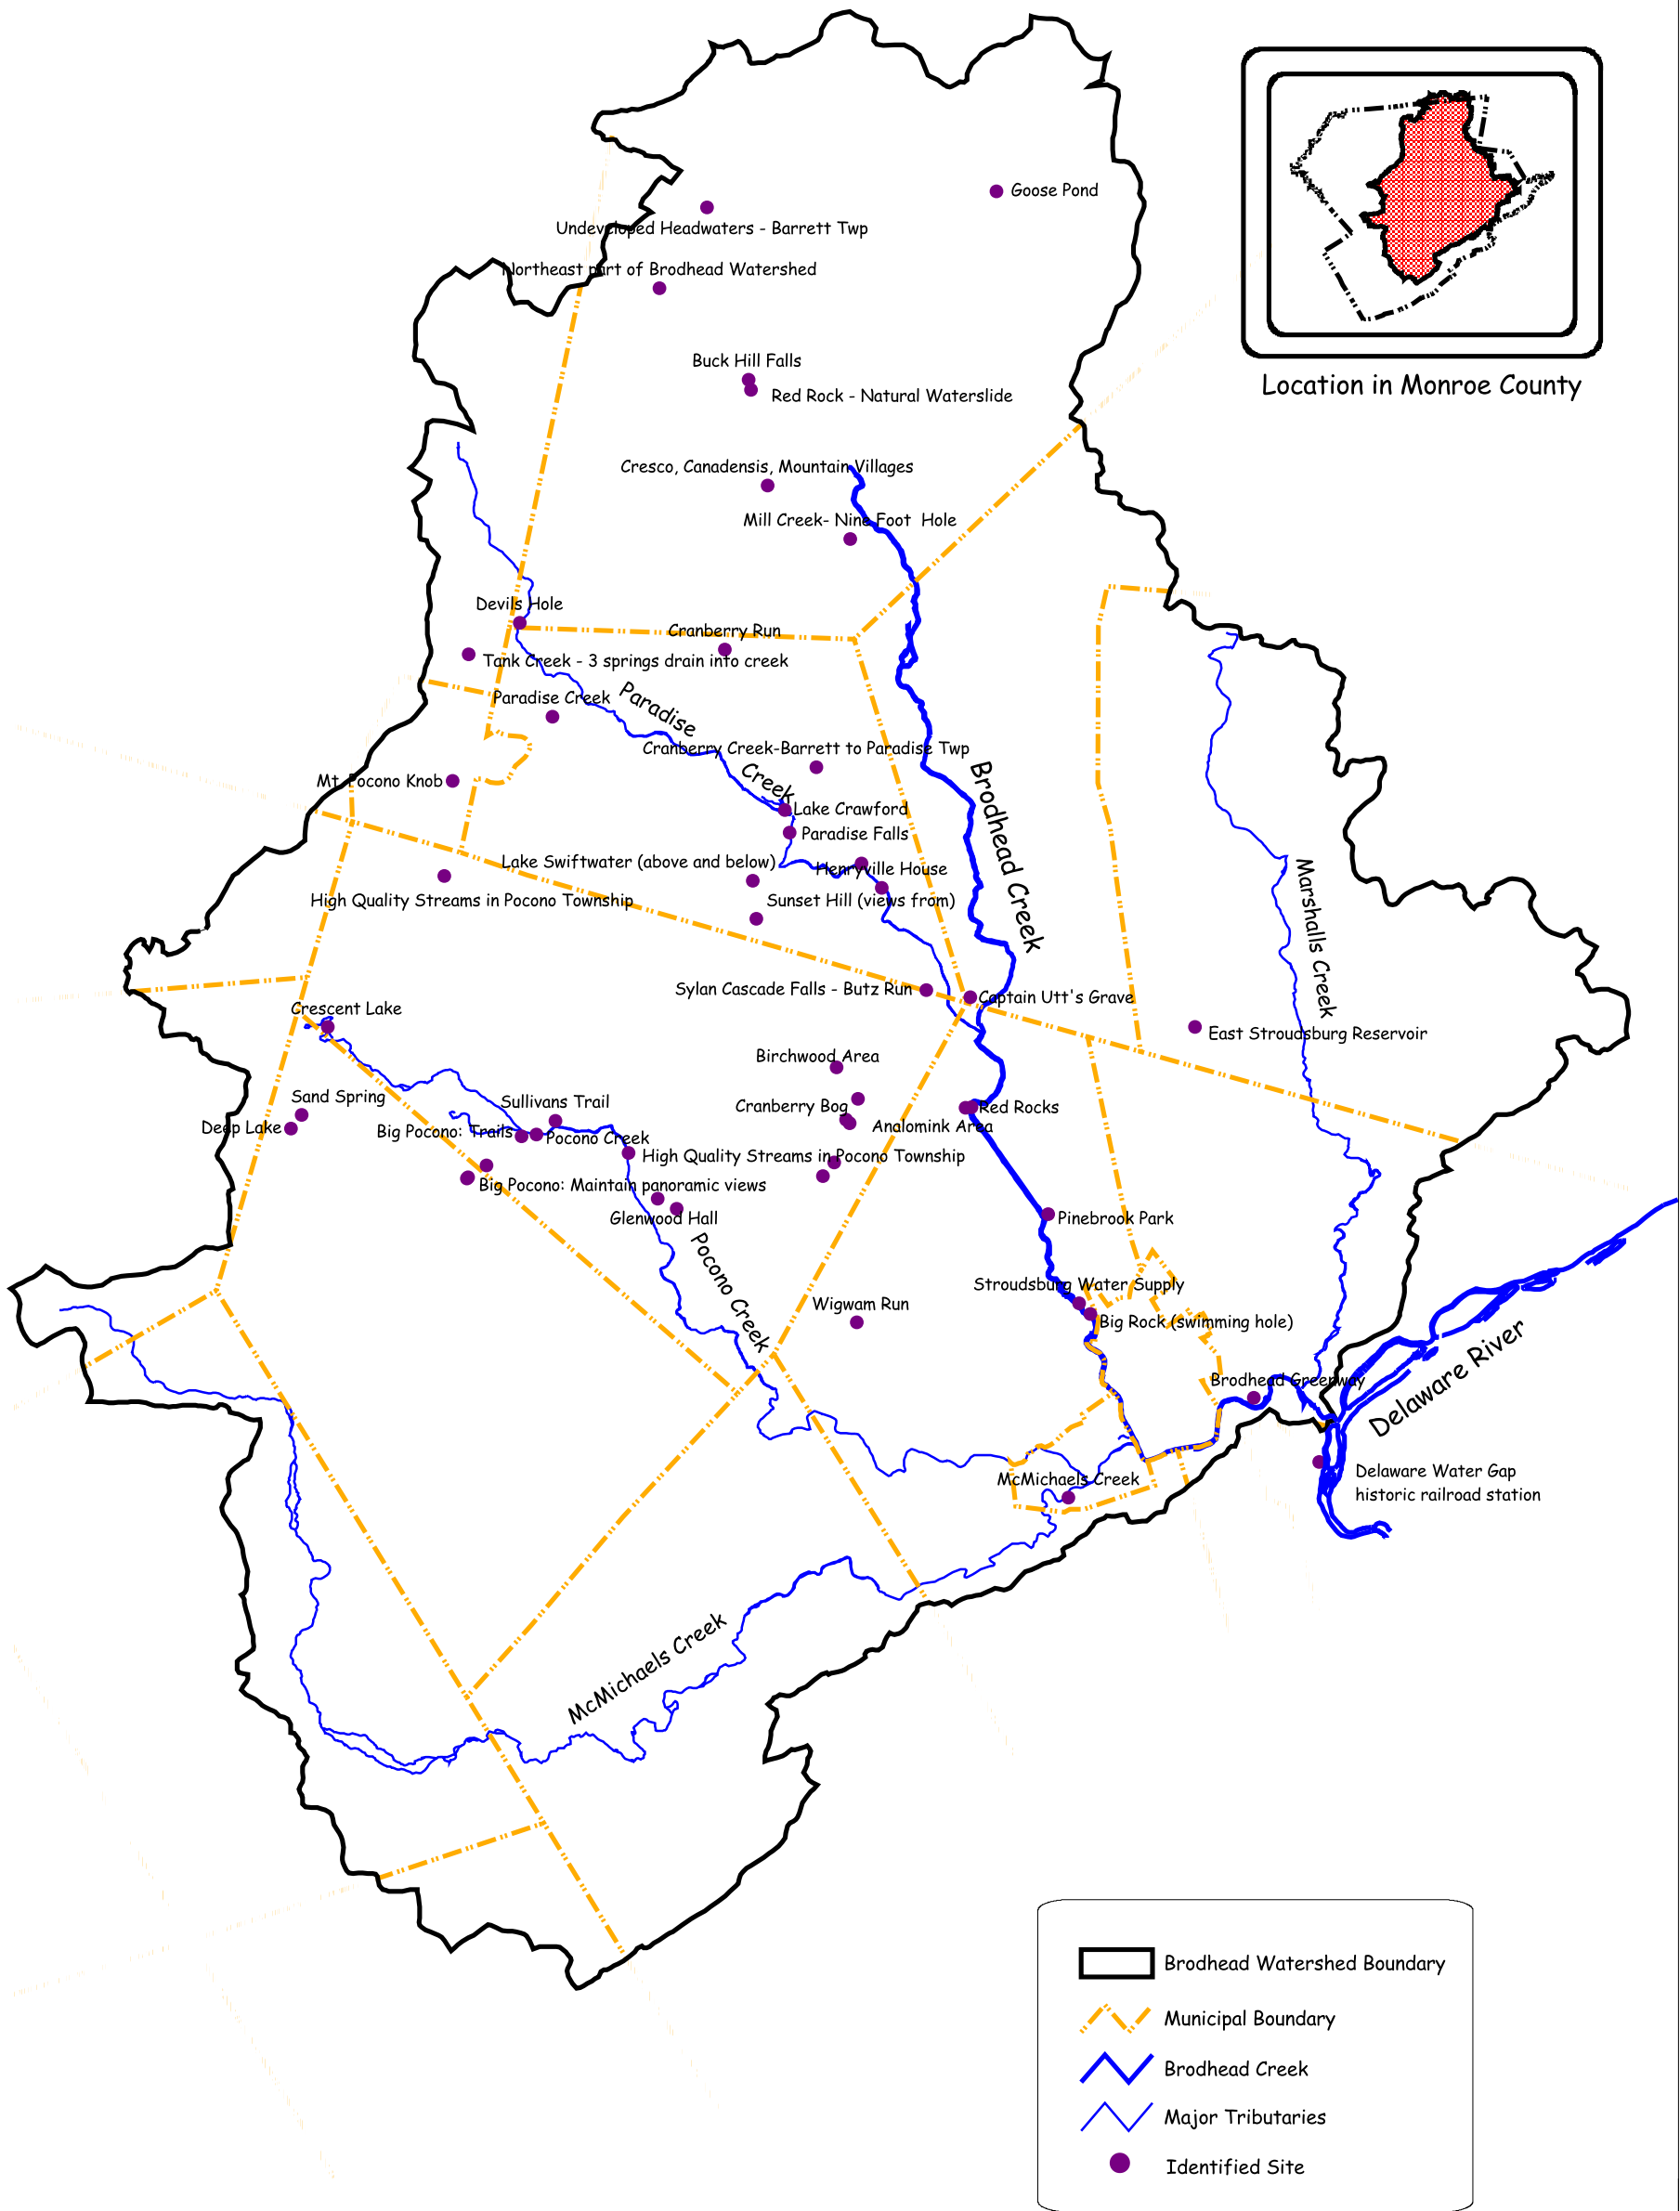 Goose Pond
Undeveloped Headwaters - Barrett Twp
Northeast part of Brodhead Watershed
Buck Hill Falls
Red Rock - Natural Waterslide
Location in Monroe County
Cresco, Canadensis, Mountain Villages
Mill Creek- Nine Foot  Hole
Devils Hole
Cranberry Run
Tank Creek - 3 springs drain into creek
Paradise Creek
Paradise
Creek
Cranberry Creek-Barrett to Paradise Twp
Mt. Pocono Knob
Lake Crawford
Paradise Falls
Brodhead Creek
Lake Swiftwater (above and below)
Henryville House
High Quality Streams in Pocono Township
Sunset Hill (views from)
Marshalls Creek
Sylan Cascade Falls - Butz Run
Captain Utt's Grave
Crescent Lake
East Stroudsburg Reservoir
Birchwood Area
Sand Spring
Sullivans Trail
Cranberry Bog
Red Rocks
Deep Lake
Big Pocono: Trails
Pocono Creek
Analomink Area
High Quality Streams in Pocono Township
Big Pocono: Maintain panoramic views
Glenwood Hall
Pinebrook Park
Pocono Creek
Stroudsburg Water Supply
Wigwam Run
Big Rock (swimming hole)
Brodhead Greenway
Delaware River
McMichaels Creek
Delaware Water Gap
historic railroad station
McMichaels Creek
Brodhead Watershed Boundary
Municipal Boundary
Brodhead Creek
Major Tributaries
Identified Site